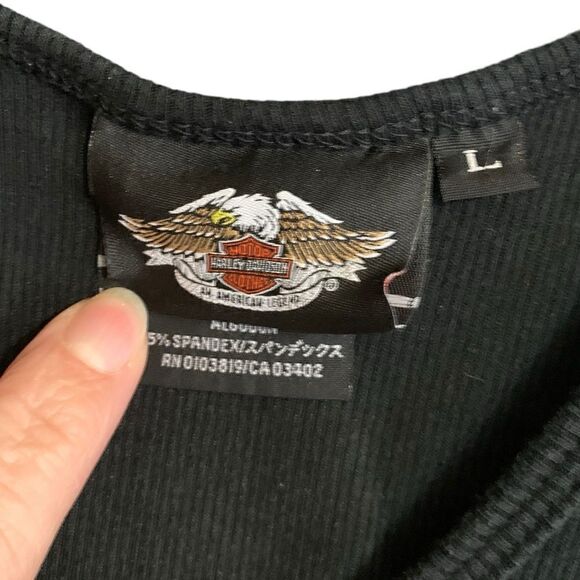 L
MOTOR
HARLEY-DAVIDSON
CYCLES
AN AMERICAN LEGEND
®
ALGODON
5% SPANDEX/スパンデックス
RN 0103819/CA 03402